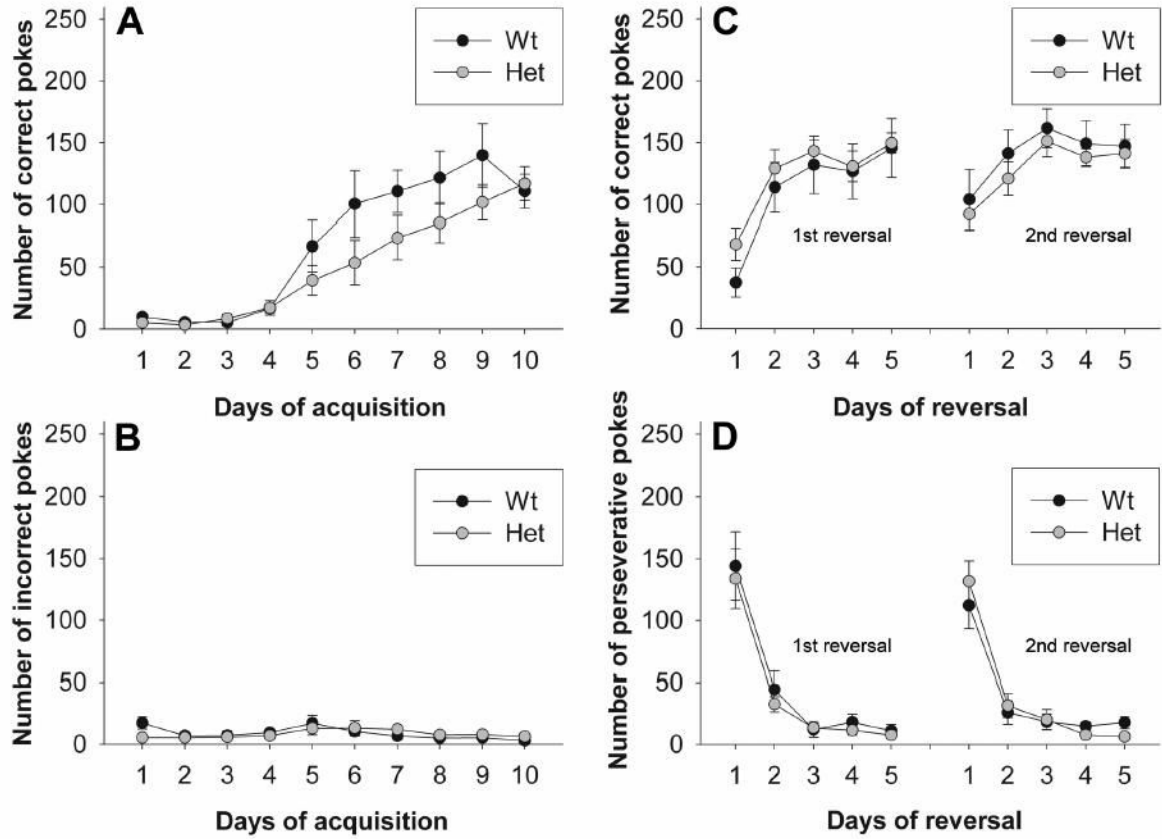 A
Number of correct pokes
250
200
150
100
50
0
Wt
Het
1 2 3 4 5 6 7 8 9 10
Days of acquisition
C
Number of correct pokes
250
200
150
100
50
0
Wt
Het
1st reversal
2nd reversal
1 2 3 4 5 1 2 3 4 5
Days of reversal
B
Number of incorrect pokes
250
200
150
100
50
0
Wt
Het
1 2 3 4 5 6 7 8 9 10
Days of acquisition
D
Number of perseverative pokes
250
200
150
100
50
0
Wt
Het
1st reversal
2nd reversal
1 2 3 4 5 1 2 3 4 5
Days of reversal